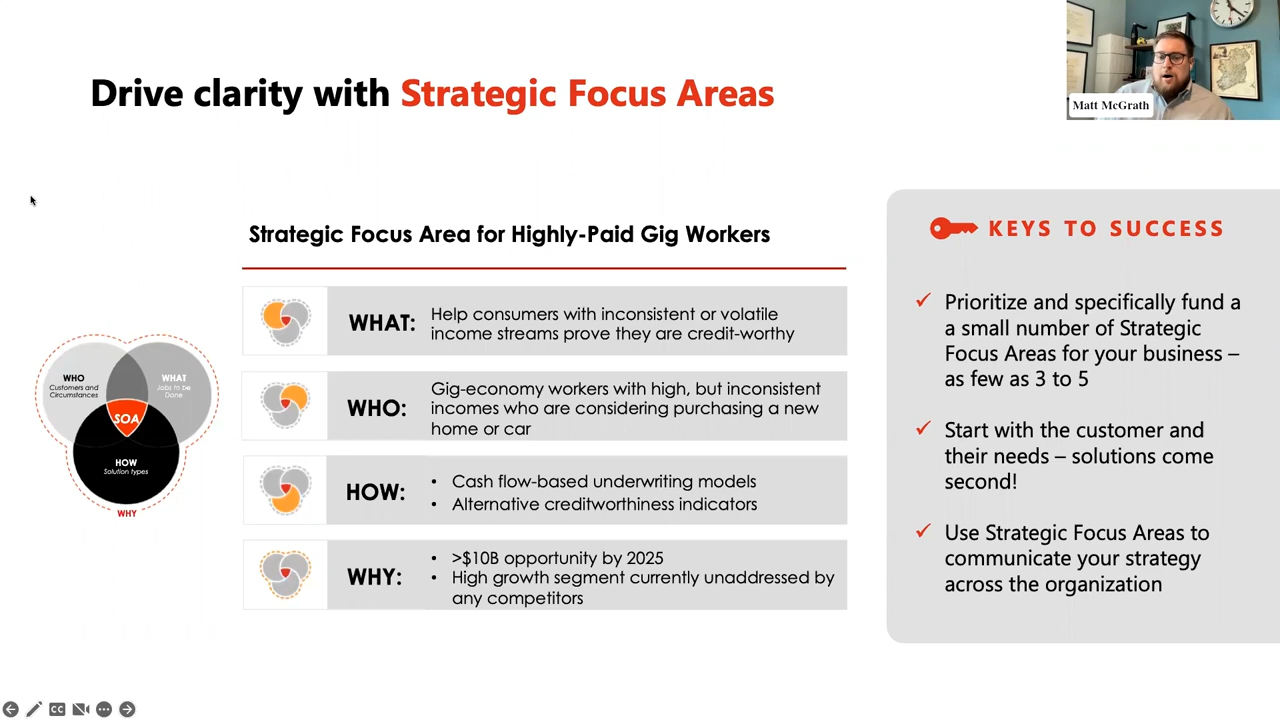 Drive clarity with Strategic Focus Areas
Matt McGrath
Strategic Focus Area for Highly-Paid Gig Workers
WHO
Customers and
Circumstances
WHAT
Jobs to be
Done
SOA
HOW
Solution types
WHY
WHAT:
Help consumers with inconsistent or volatile
income streams prove they are credit-worthy
WHO:
Gig-economy workers with high, but inconsistent
incomes who are considering purchasing a new
home or car
HOW:
• Cash flow-based underwriting models
• Alternative creditworthiness indicators
WHY:
• >$10B opportunity by 2025
• High growth segment currently unaddressed by
any competitors
KEYS TO SUCCESS
✓ Prioritize and specifically fund a
a small number of Strategic
Focus Areas for your business –
as few as 3 to 5
✓ Start with the customer and
their needs – solutions come
second!
✓ Use Strategic Focus Areas to
communicate your strategy
across the organization
CC